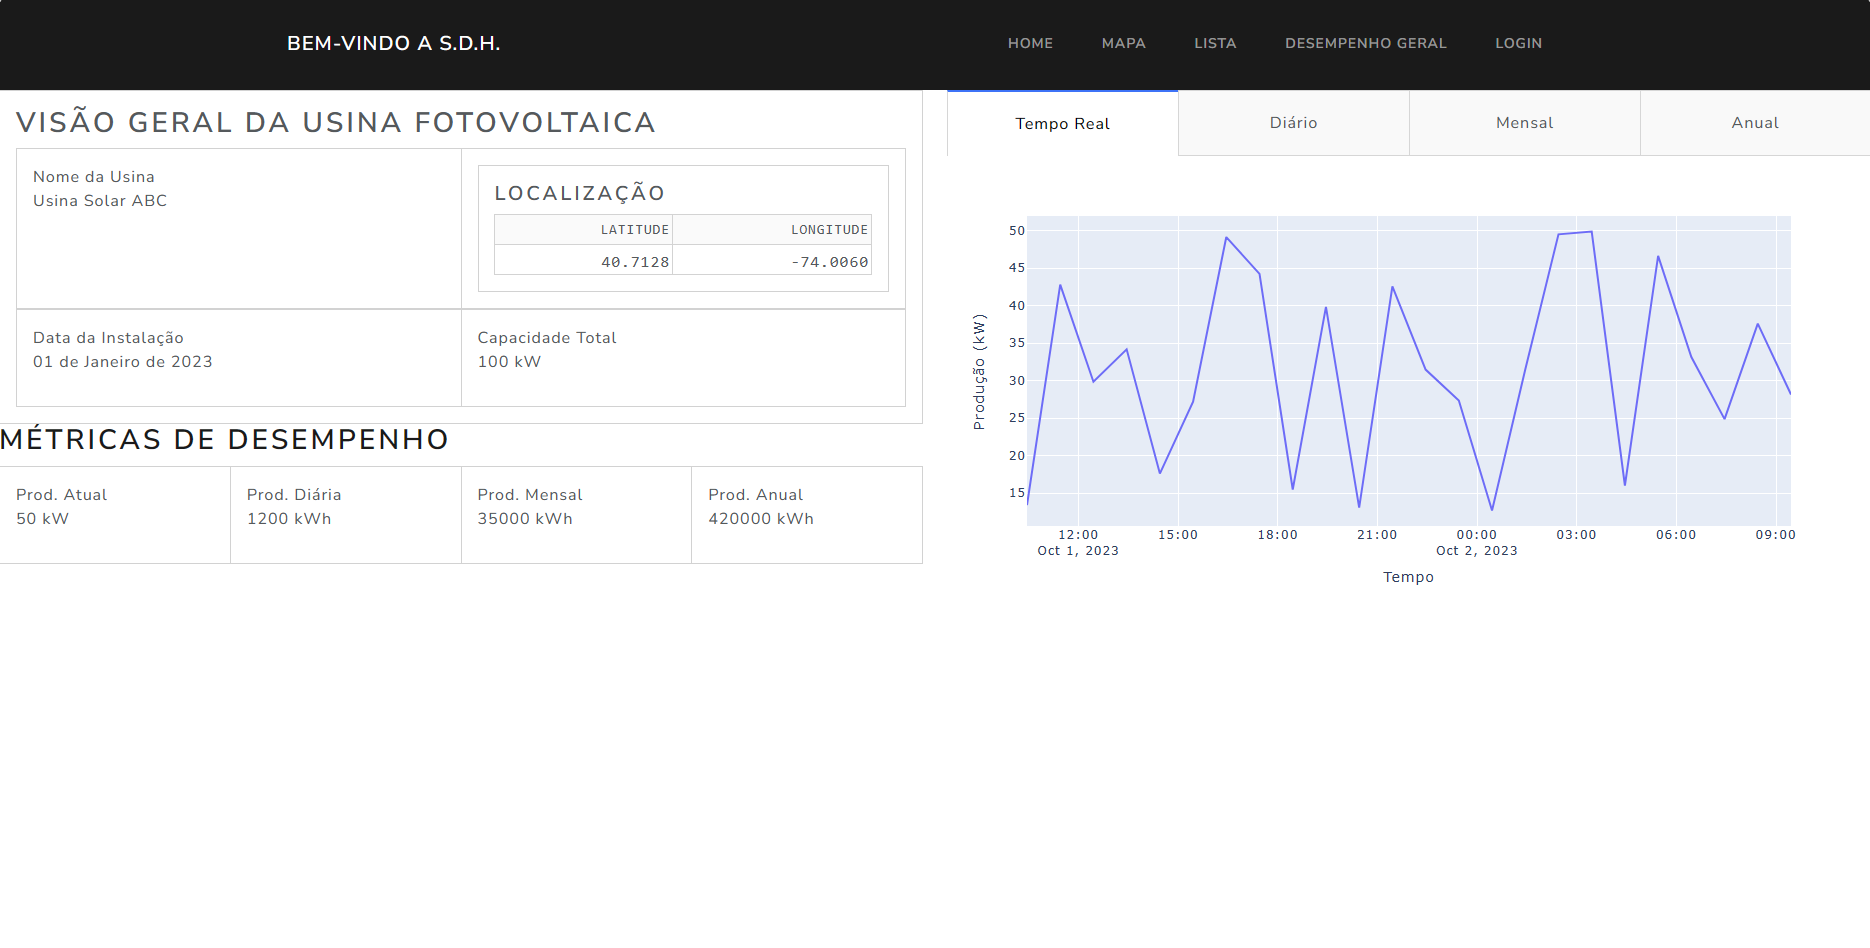 BEM-VINDO A S.D.H.
HOME MAPA LISTA DESEMPENHO GERAL LOGIN
VISÃO GERAL DA USINA FOTOVOLTAICA
Nome da Usina
Usina Solar ABC
LOCALIZAÇÃO
LATITUDE LONGITUDE
40.7128 -74.0060
Data da Instalação
01 de Janeiro de 2023
Capacidade Total
100 kW
MÉTRICAS DE DESEMPENHO
Prod. Atual
50 kW
Prod. Diária
1200 kWh
Prod. Mensal
35000 kWh
Prod. Anual
420000 kWh
Tempo Real Diário Mensal Anual
Produção (kW)
50
45
40
35
30
25
20
15
12:00 15:00 18:00 21:00 00:00 03:00 06:00 09:00
Oct 1, 2023 Oct 2, 2023
Tempo